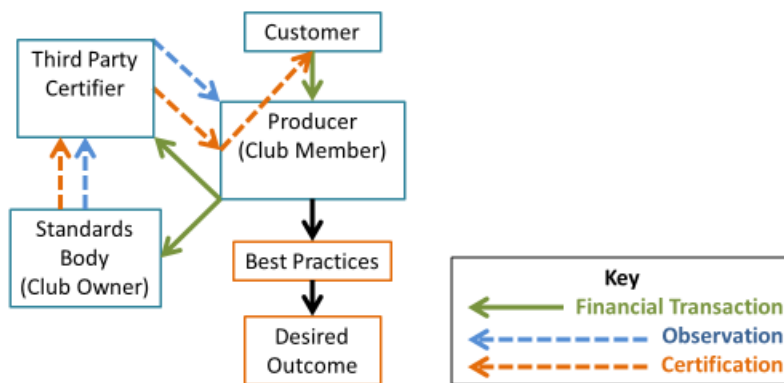 Customer
Third Party
Certifier
Producer
(Club Member)
Standards
Body
(Club Owner)
Best Practices
Desired
Outcome
Key
Financial Transaction
Observation
Certification